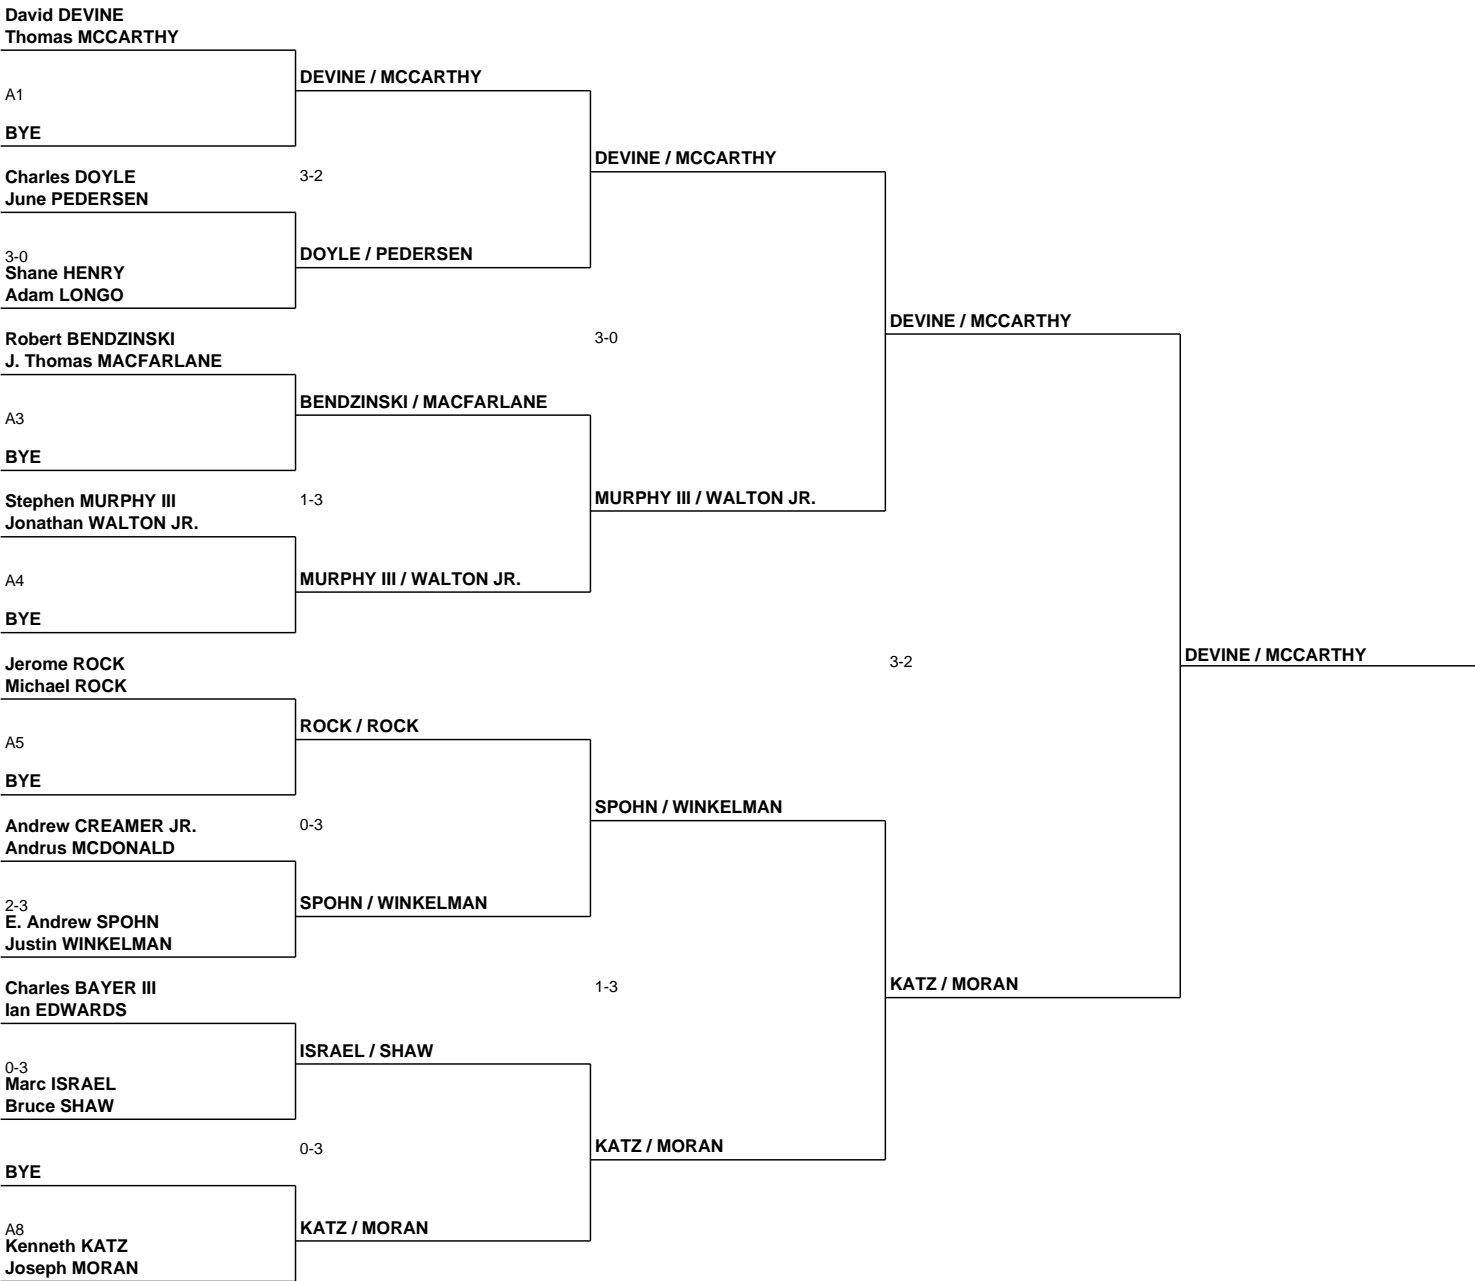 David DEVINE
Thomas MCCARTHY
A1
BYE
Charles DOYLE
June PEDERSEN
3-0
Shane HENRY
Adam LONGO
Robert BENDZINSKI
J. Thomas MACFARLANE
A3
BYE
Stephen MURPHY III
Jonathan WALTON JR.
A4
BYE
Jerome ROCK
Michael ROCK
A5
BYE
Andrew CREAMER JR.
Andrus MCDONALD
2-3
E. Andrew SPOHN
Justin WINKELMAN
Charles BAYER III
Ian EDWARDS
0-3
Marc ISRAEL
Bruce SHAW
BYE
A8
Kenneth KATZ
Joseph MORAN
DEVINE / MCCARTHY
3-2
DOYLE / PEDERSEN
BENDZINSKI / MACFARLANE
1-3
MURPHY III / WALTON JR.
ROCK / ROCK
0-3
SPOHN / WINKELMAN
ISRAEL / SHAW
0-3
KATZ / MORAN
DEVINE / MCCARTHY
3-0
MURPHY III / WALTON JR.
SPOHN / WINKELMAN
1-3
KATZ / MORAN
DEVINE / MCCARTHY
3-2
KATZ / MORAN
DEVINE / MCCARTHY